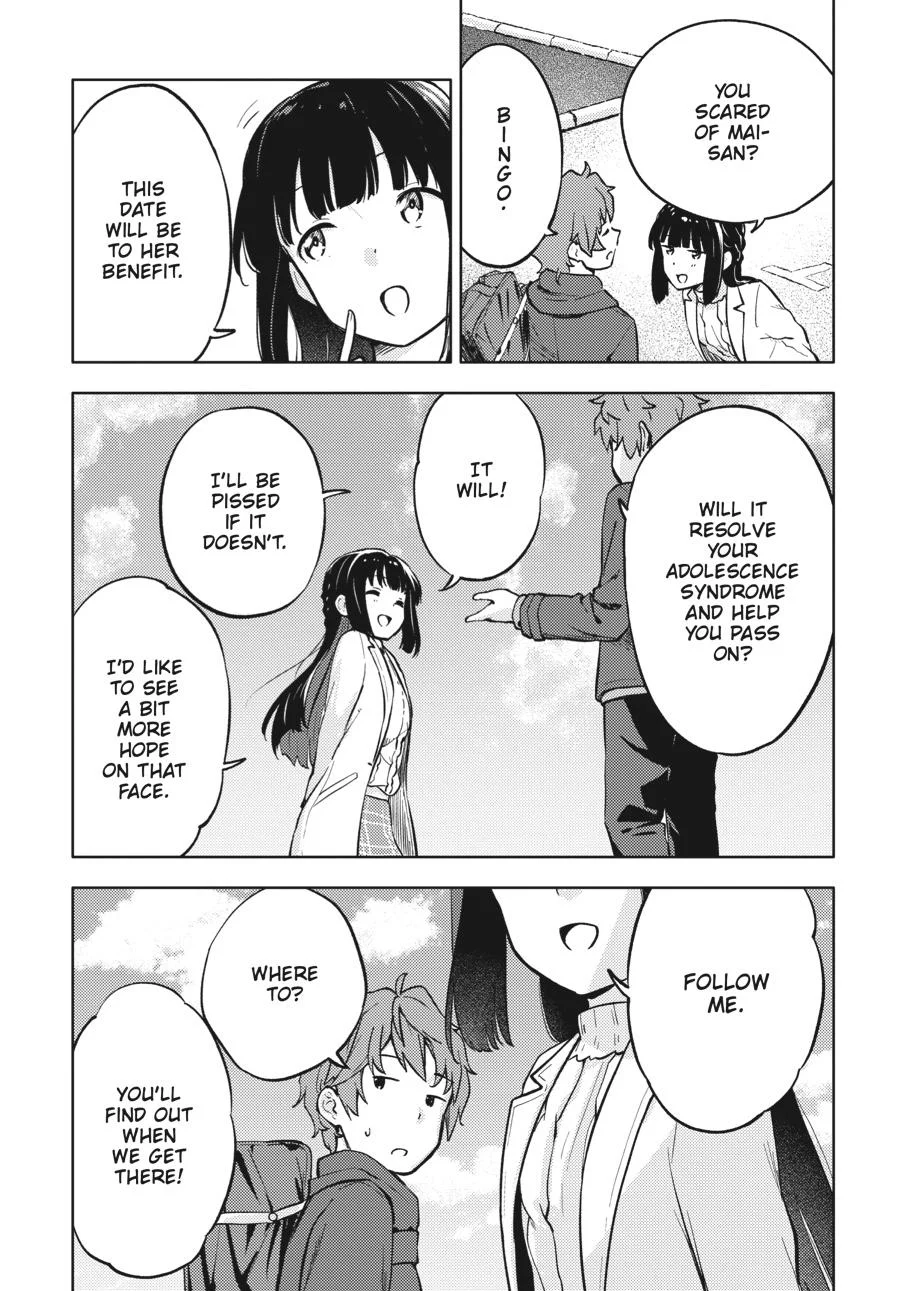 YOU
SCARED
OF MAI-
SAN?
B
I
N
G
O.
THIS
DATE
WILL BE
TO HER
BENEFIT.
WILL IT
RESOLVE
YOUR
ADOLESCENCE
SYNDROME
AND HELP
YOU PASS
ON?
IT
WILL!
I'LL BE
PISSED
IF IT
DOESN'T.
I'D LIKE
TO SEE
A BIT
MORE
HOPE
ON THAT
FACE.
FOLLOW
ME.
WHERE
TO?
YOU'LL
FIND OUT
WHEN
WE GET
THERE!